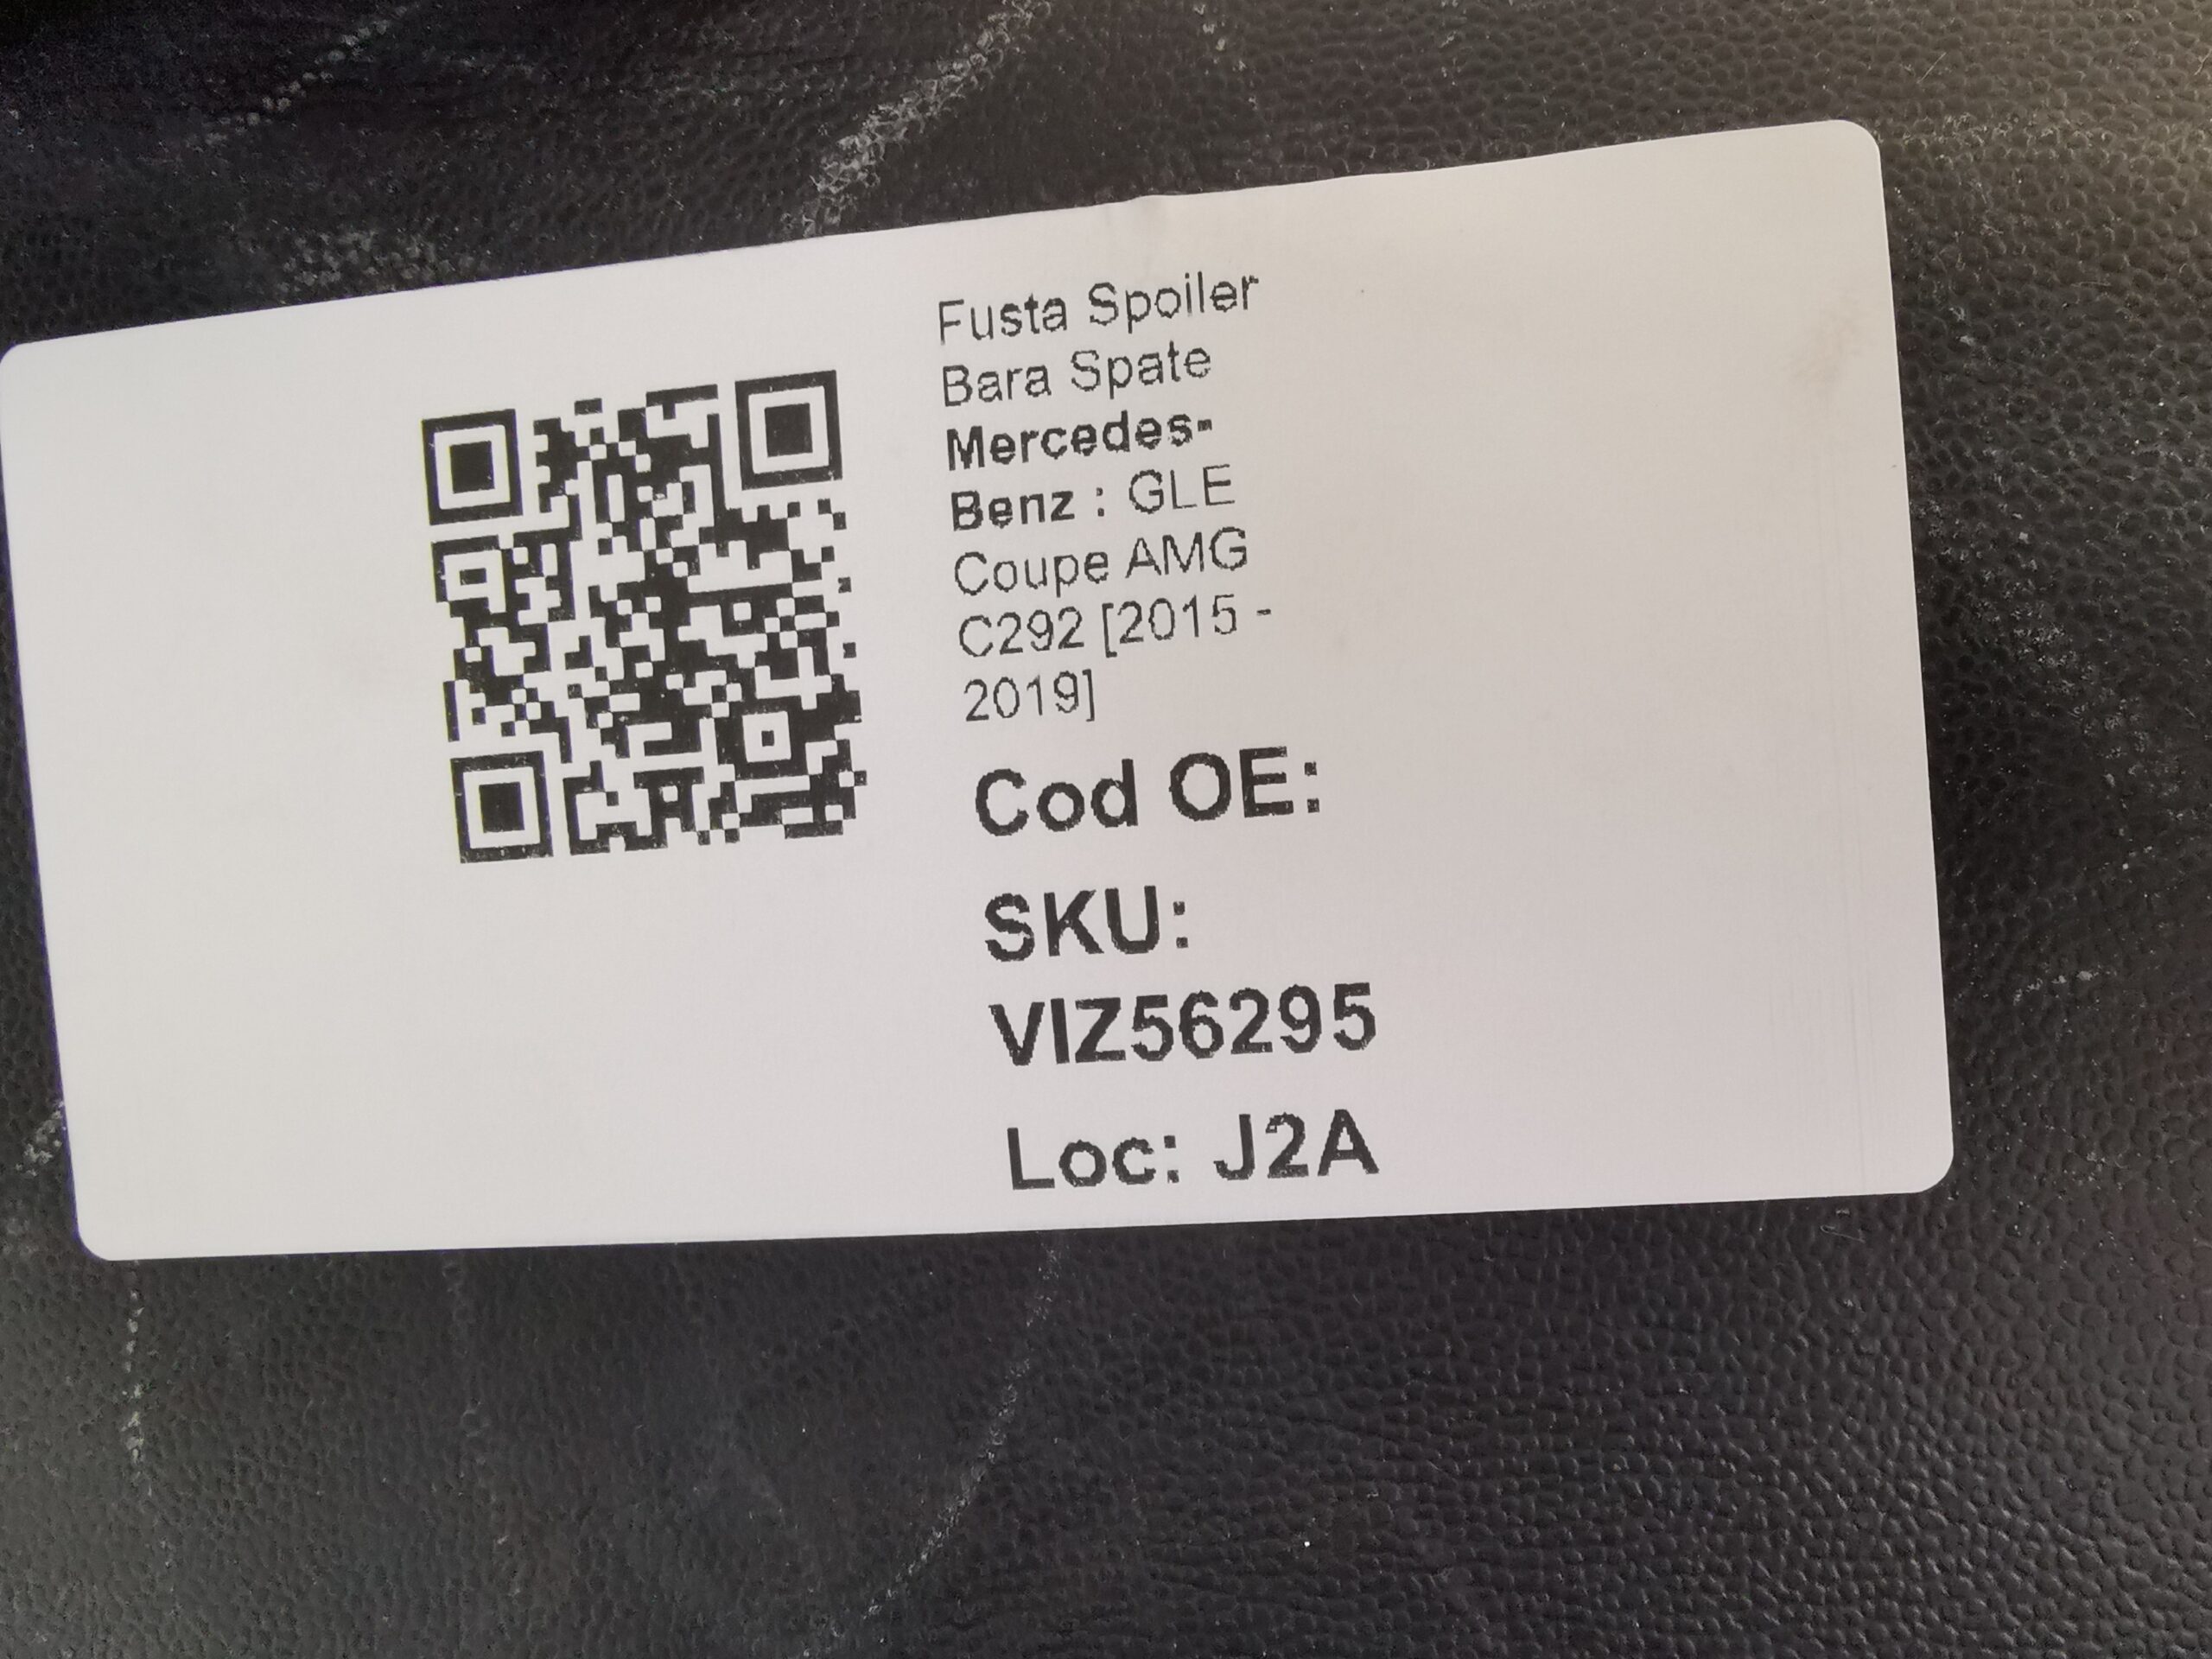 Fusta Spoiler
Bara Spate
Mercedes-
Benz : GLE
Coupe AMG
C292 [2015 -
2019]
Cod OE:
SKU:
VIZ56295
Loc: J2A